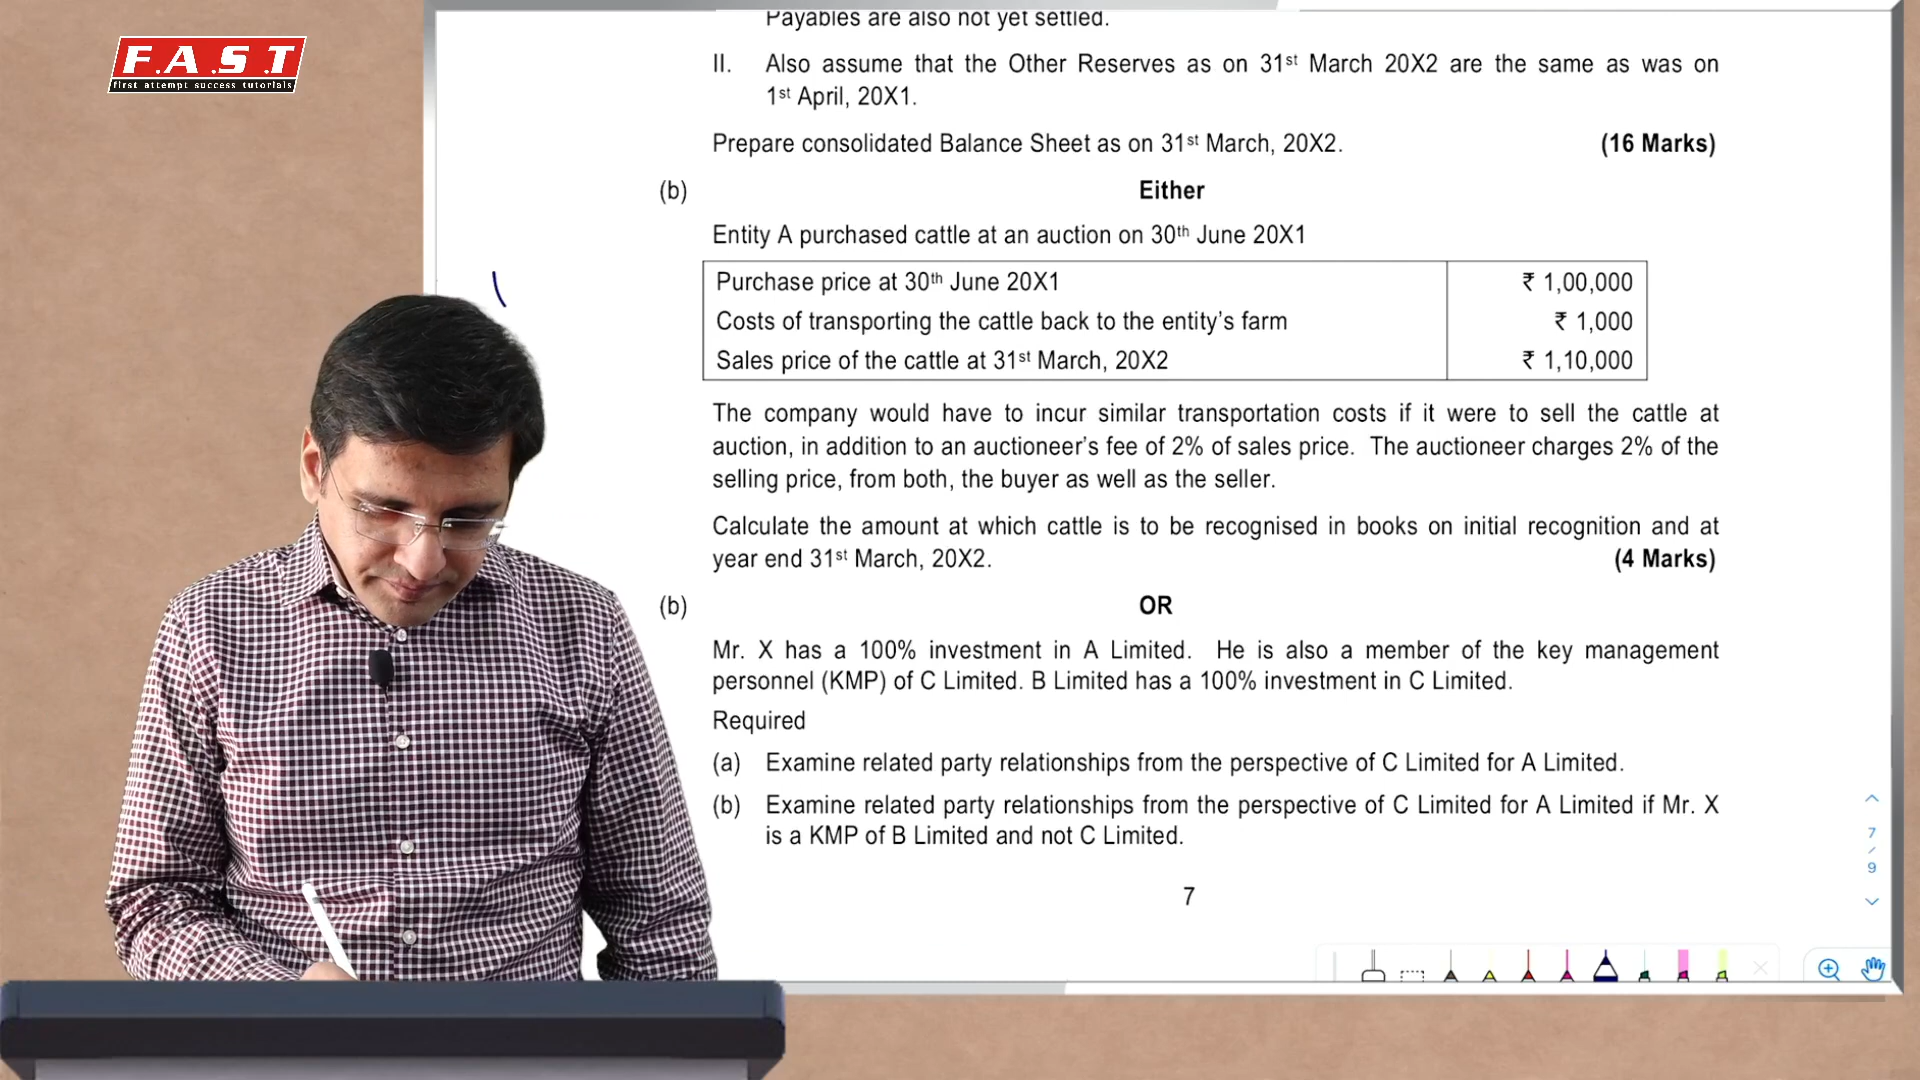 F.A.S.T
first attempt success tutorials
Payables are also not yet settled.
II. Also assume that the Other Reserves as on 31st March 20X2 are the same as was on
1st April, 20X1.
Prepare consolidated Balance Sheet as on 31st March, 20X2. (16 Marks)
(b) Either
Entity A purchased cattle at an auction on 30th June 20X1
Purchase price at 30th June 20X1 ₹ 1,00,000
Costs of transporting the cattle back to the entity's farm ₹ 1,000
Sales price of the cattle at 31st March, 20X2 ₹ 1,10,000
The company would have to incur similar transportation costs if it were to sell the cattle at
auction, in addition to an auctioneer's fee of 2% of sales price. The auctioneer charges 2% of the
selling price, from both, the buyer as well as the seller.
Calculate the amount at which cattle is to be recognised in books on initial recognition and at
year end 31st March, 20X2. (4 Marks)
(b) OR
Mr. X has a 100% investment in A Limited. He is also a member of the key management
personnel (KMP) of C Limited. B Limited has a 100% investment in C Limited.
Required
(a) Examine related party relationships from the perspective of C Limited for A Limited.
(b) Examine related party relationships from the perspective of C Limited for A Limited if Mr. X
is a KMP of B Limited and not C Limited.
7
7
/
9